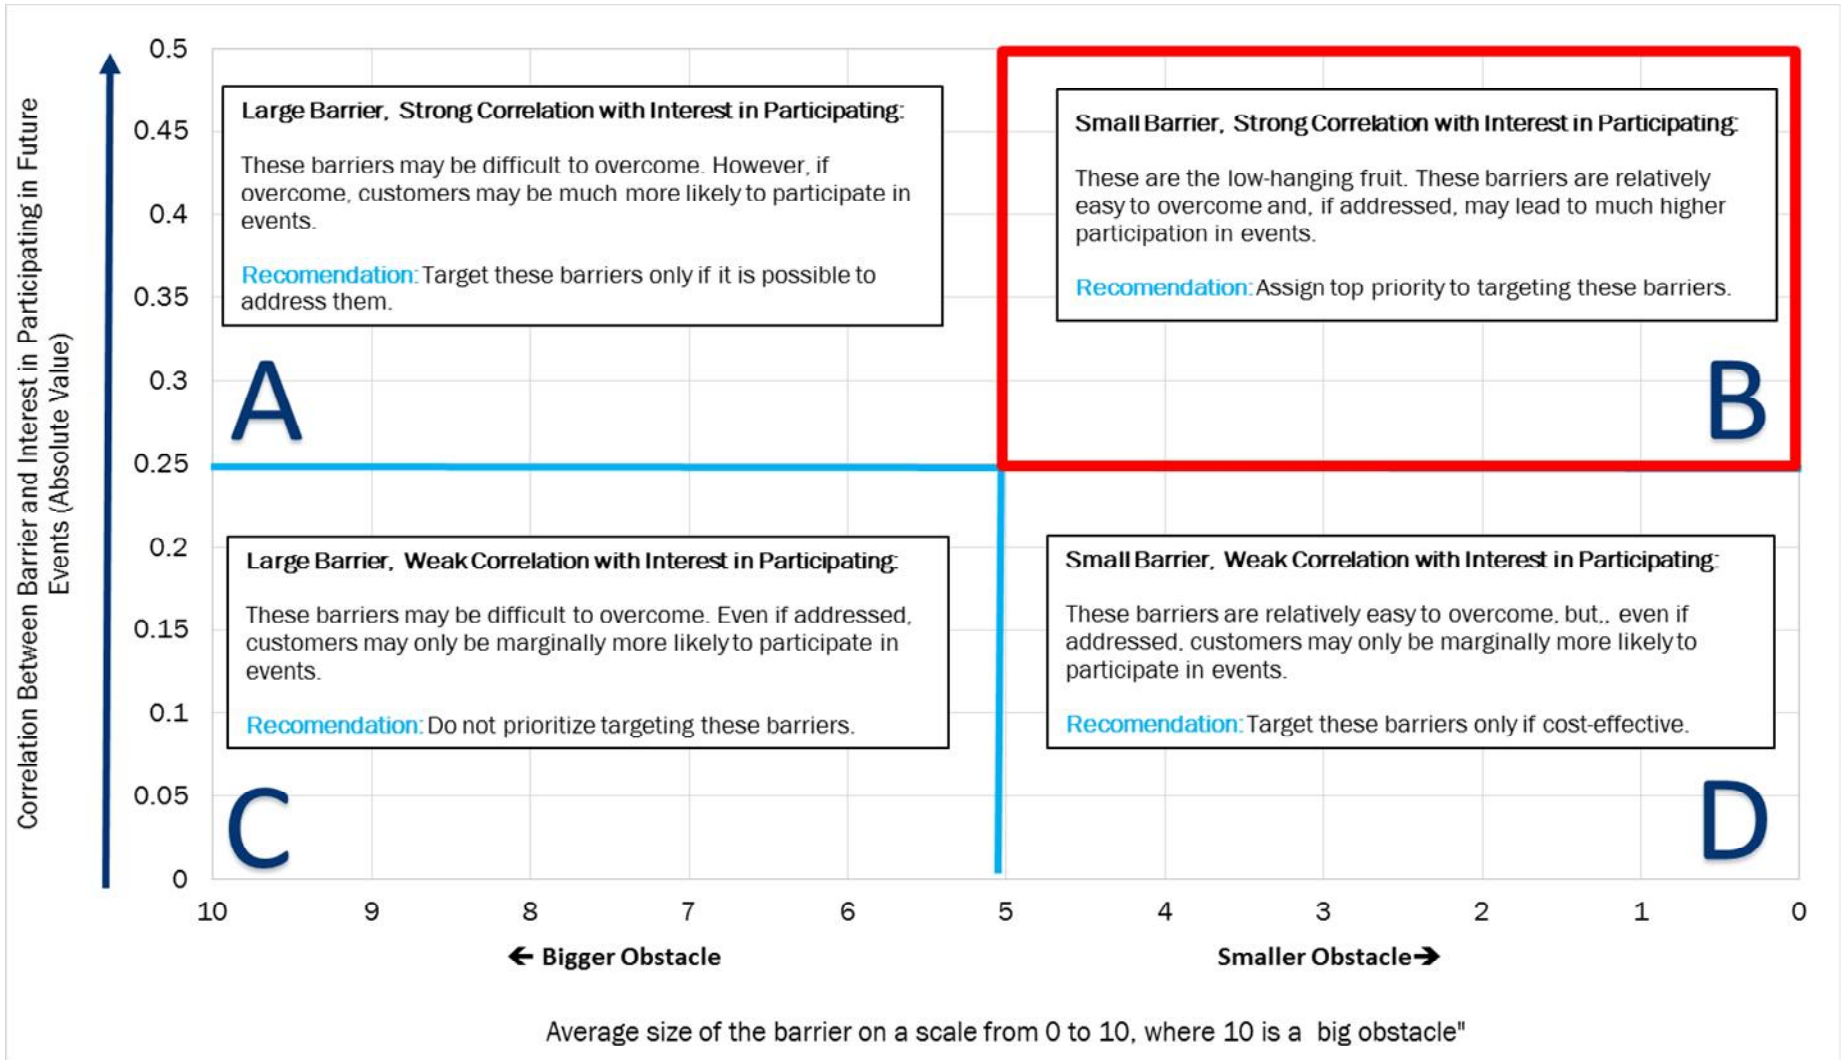 Correlation Between Barrier and Interest in Participating in Future
Events (Absolute Value)
0.5
0.45
0.4
0.35
0.3
0.25
0.2
0.15
0.1
0.05
0
Large Barrier, Strong Correlation with Interest in Participating:
These barriers may be difficult to overcome. However, if
overcome, customers may be much more likely to participate in
events.
Recomendation: Target these barriers only if it is possible to
address them.
A
Small Barrier, Strong Correlation with Interest in Participating:
These are the low-hanging fruit. These barriers are relatively
easy to overcome and, if addressed, may lead to much higher
participation in events.
Recomendation: Assign top priority to targeting these barriers.
B
Large Barrier, Weak Correlation with Interest in Participating:
These barriers may be difficult to overcome. Even if addressed,
customers may only be marginally more likely to participate in
events.
Recomendation: Do not prioritize targeting these barriers.
C
Small Barrier, Weak Correlation with Interest in Participating:
These barriers are relatively easy to overcome, but,, even if
addressed, customers may only be marginally more likely to
participate in events.
Recomendation: Target these barriers only if cost-effective.
D
10 9 8 7 6 5 4 3 2 1 0
← Bigger Obstacle
Smaller Obstacle→
Average size of the barrier on a scale from 0 to 10, where 10 is a big obstacle"